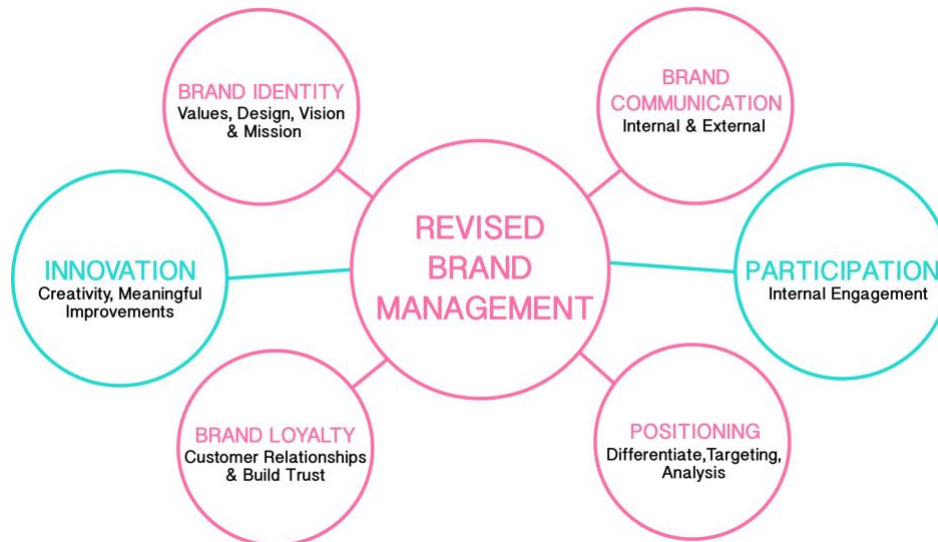 BRAND IDENTITY
Values, Design, Vision
& Mission
BRAND
COMMUNICATION
Internal & External
INNOVATION
Creativity, Meaningful
Improvements
REVISED
BRAND
MANAGEMENT
PARTICIPATION
Internal Engagement
BRAND LOYALTY
Customer Relationships
& Build Trust
POSITIONING
Differentiate,Targeting,
Analysis